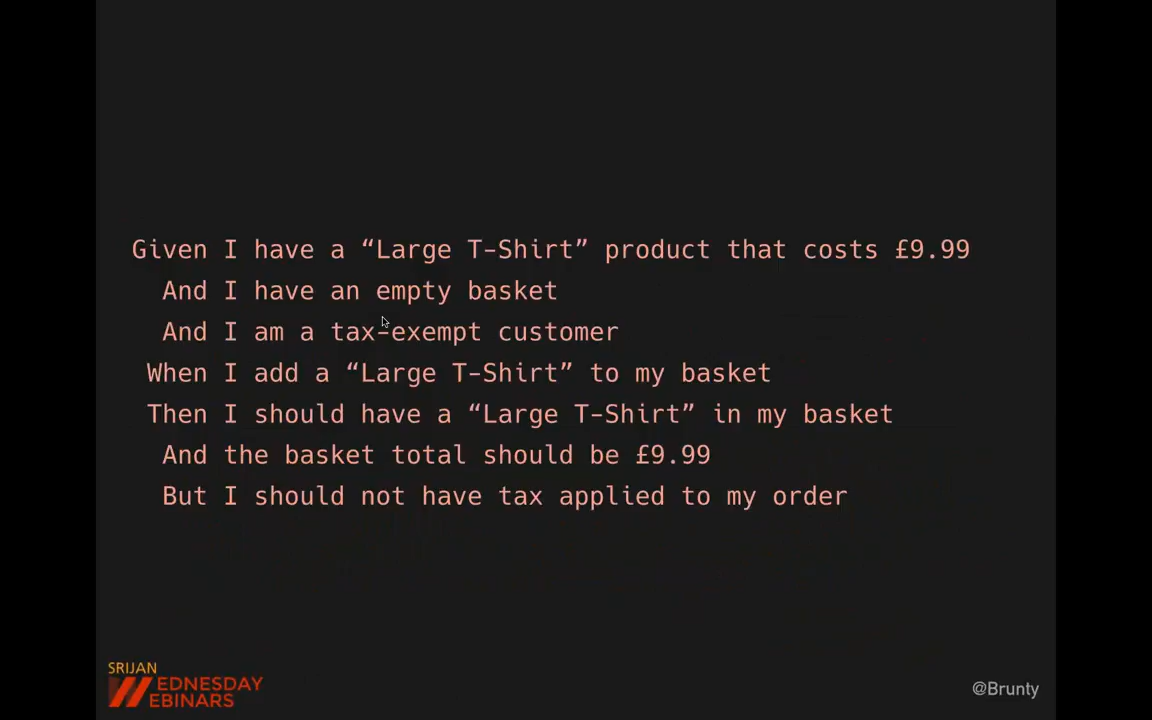 Given I have a “Large T-Shirt” product that costs £9.99
And I have an empty basket
And I am a tax-exempt customer
When I add a “Large T-Shirt” to my basket
Then I should have a “Large T-Shirt” in my basket
And the basket total should be £9.99
But I should not have tax applied to my order
SRIJAN
WEDNESDAY
WEBINARS
@Brunty